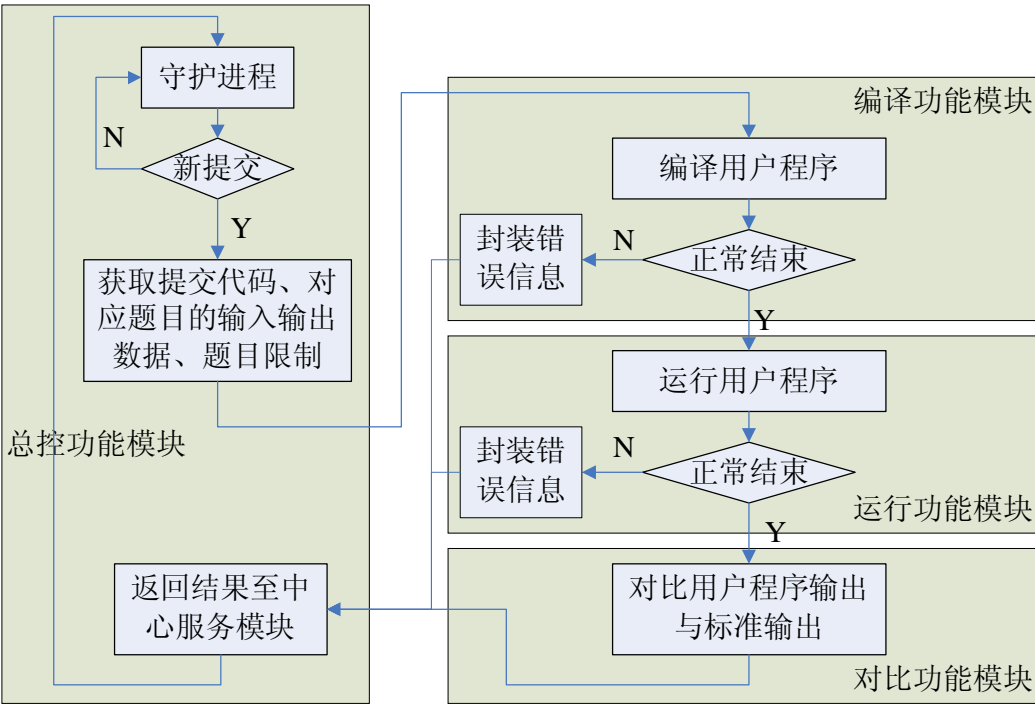 守护进程
N
新提交
Y
获取提交代码、对
应题目的输入输出
数据、题目限制
总控功能模块
返回结果至中
心服务模块
编译功能模块
编译用户程序
封装错
误信息
N
正常结束
Y
运行用户程序
封装错
误信息
N
正常结束
运行功能模块
Y
对比用户程序输出
与标准输出
对比功能模块